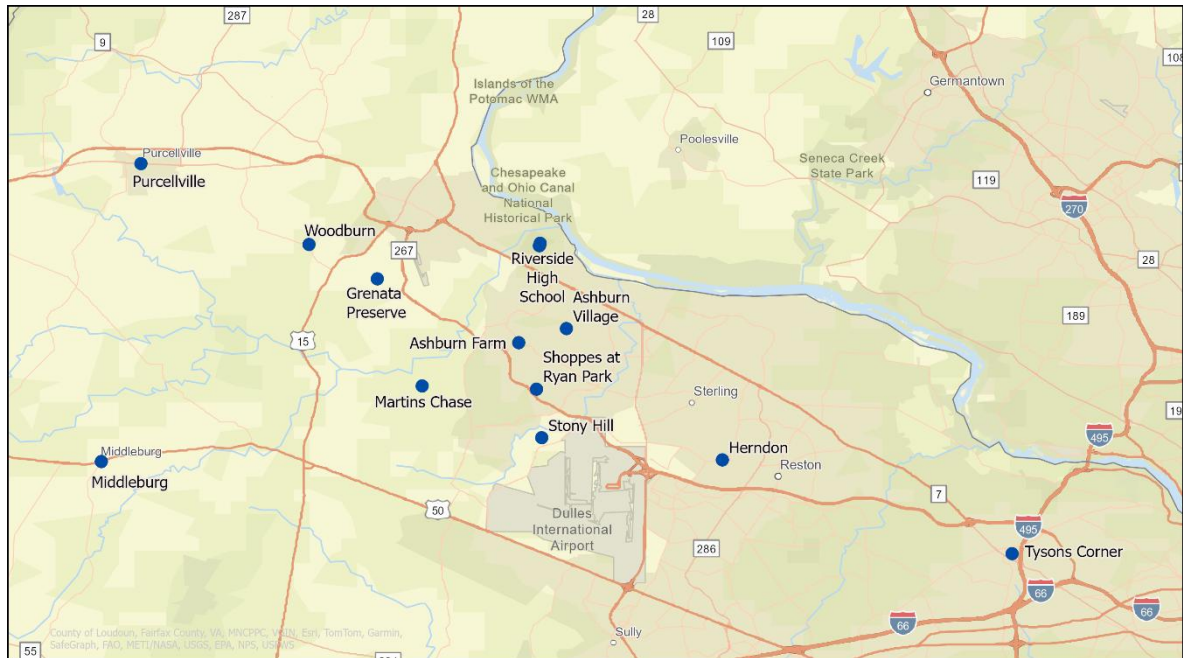 287
28
9
109
108
Islands of the
Potomac WMA
Germantown
Poolesville
Purcellville
Purcellville
Seneca Creek
State Park
Chesapeake
and Ohio Canal
National
Historical Park
119
270
Woodburn
267
28
Riverside
High
School
Grenata
Preserve
Ashburn
Village
189
15
Ashburn Farm
Shoppes at
Ryan Park
Martins Chase
Sterling
19
Stony Hill
495
Middleburg
Middleburg
Herndon
Reston
7
50
Dulles
International
Airport
495
286
Tysons Corner
66
66
66
Sully
County of Loudoun, Fairfax County, VA, MNCPPC, VGIN, Esri, TomTom, Garmin,
SafeGraph, FAO, METI/NASA, USGS, EPA, NPS, USFWS
55